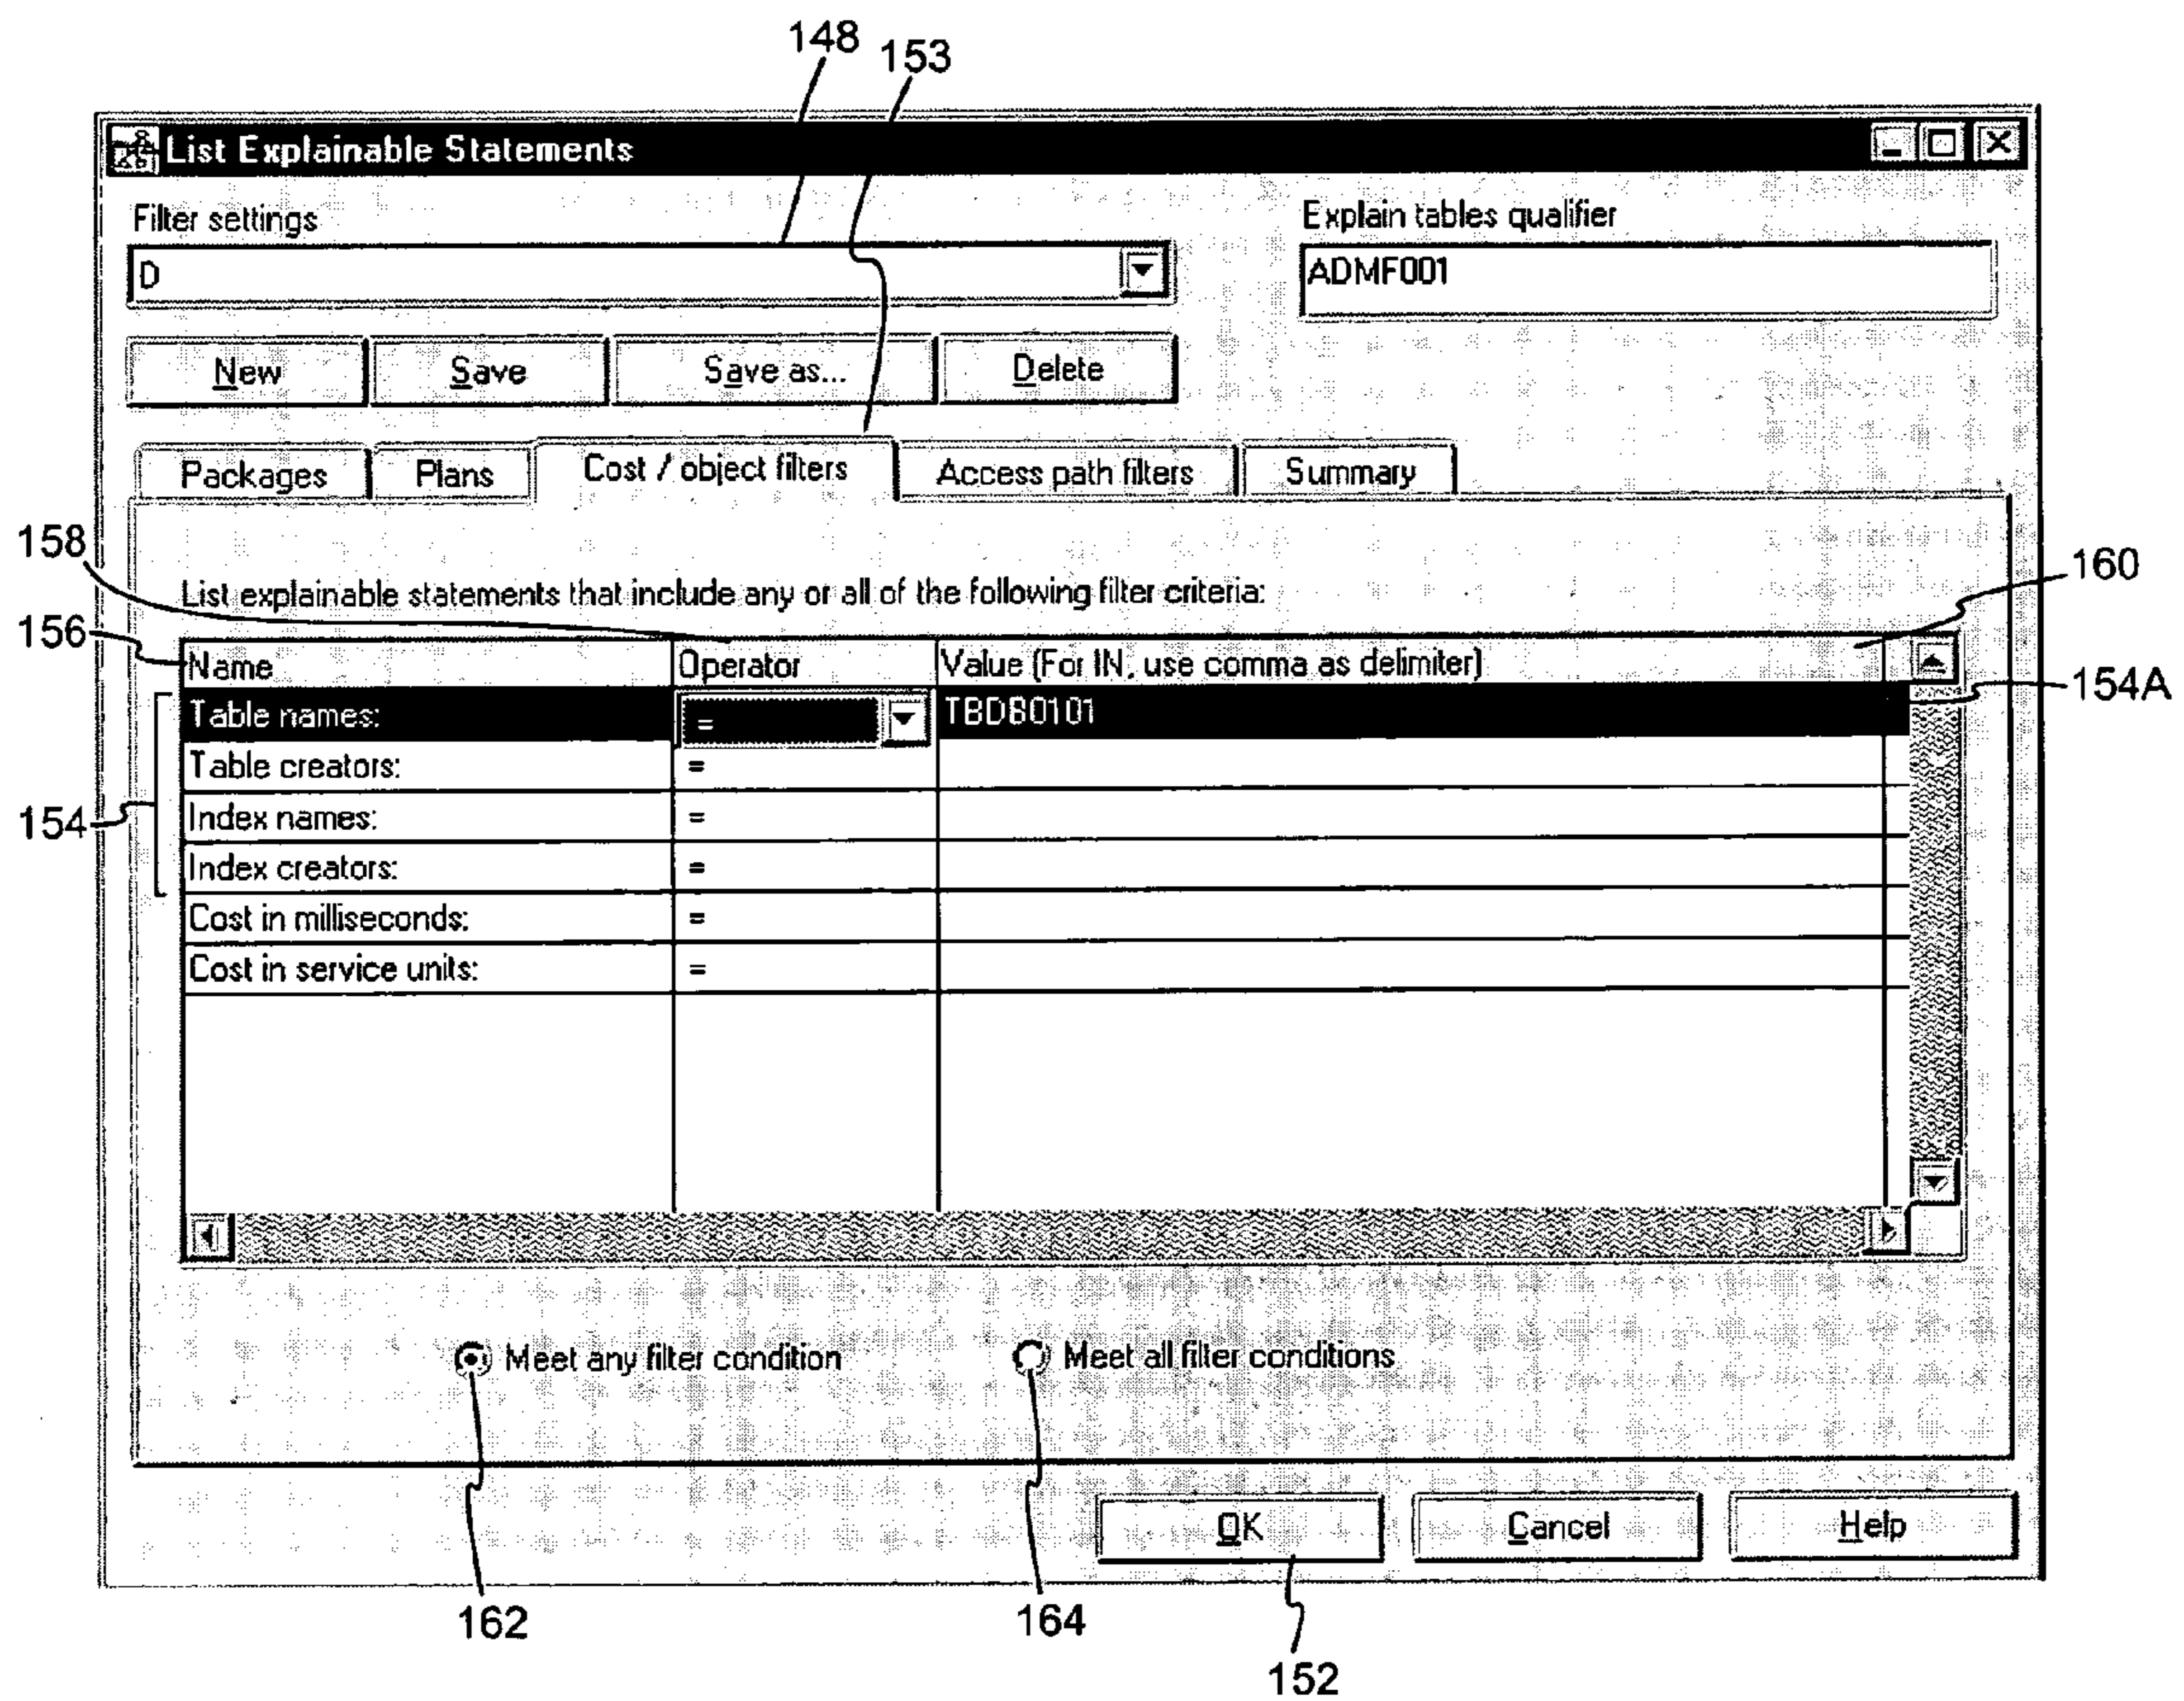 148 153
List Explainable Statements
Filter settings
Explain tables qualifier
D
ADMF001
New Save Save as... Delete
Packages Plans Cost / object filters Access path filters Summary
158
160
List explainable statements that include any or all of the following filter criteria:
156
Name Operator Value (For IN, use comma as delimiter)
154A
Table names: = TBDB0101
Table creators: =
154
Index names: =
Index creators: =
Cost in milliseconds: =
Cost in service units: =
Meet any filter condition Meet all filter conditions
OK Cancel Help
162 164
152